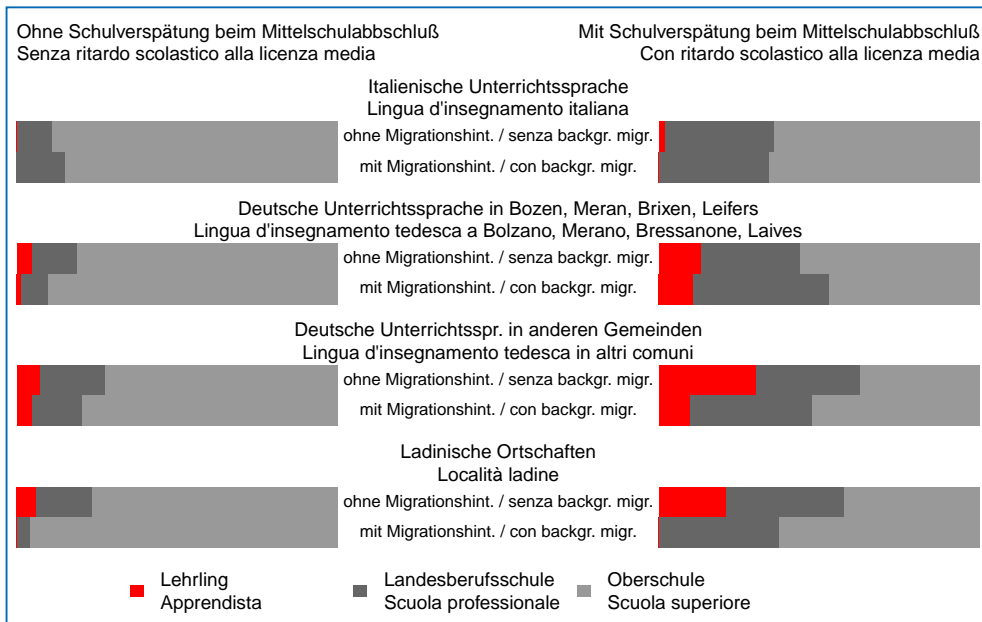 Ohne Schulverspätung beim Mittelschulabbschluß
Senza ritardo scolastico alla licenza media
Mit Schulverspätung beim Mittelschulabbschluß
Con ritardo scolastico alla licenza media
Italienische Unterrichtssprache
Lingua d'insegnamento italiana
ohne Migrationshint. / senza backgr. migr.
mit Migrationshint. / con backgr. migr.
Deutsche Unterrichtssprache in Bozen, Meran, Brixen, Leifers
Lingua d'insegnamento tedesca a Bolzano, Merano, Bressanone, Laives
ohne Migrationshint. / senza backgr. migr.
mit Migrationshint. / con backgr. migr.
Deutsche Unterrichtsspr. in anderen Gemeinden
Lingua d'insegnamento tedesca in altri comuni
ohne Migrationshint. / senza backgr. migr.
mit Migrationshint. / con backgr. migr.
Ladinische Ortschaften
Località ladine
ohne Migrationshint. / senza backgr. migr.
mit Migrationshint. / con backgr. migr.
Lehrling
Apprendista
Landesberufsschule
Scuola professionale
Oberschule
Scuola superiore